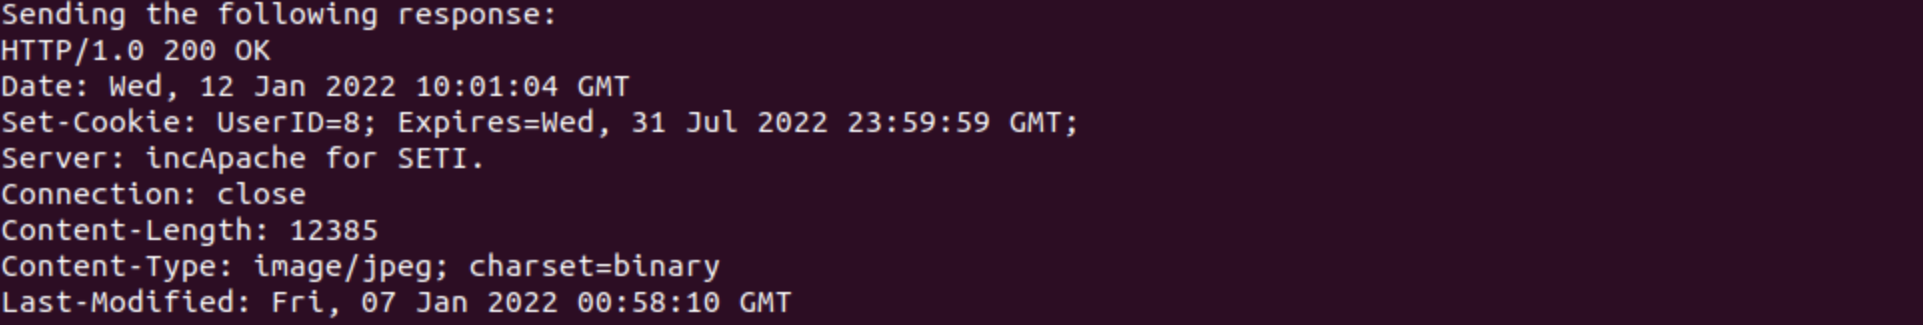 Sending the following response:
HTTP/1.0 200 OK
Date: Wed, 12 Jan 2022 10:01:04 GMT
Set-Cookie: UserID=8; Expires=Wed, 31 Jul 2022 23:59:59 GMT;
Server: incApache for SETI.
Connection: close
Content-Length: 12385
Content-Type: image/jpeg; charset=binary
Last-Modified: Fri, 07 Jan 2022 00:58:10 GMT